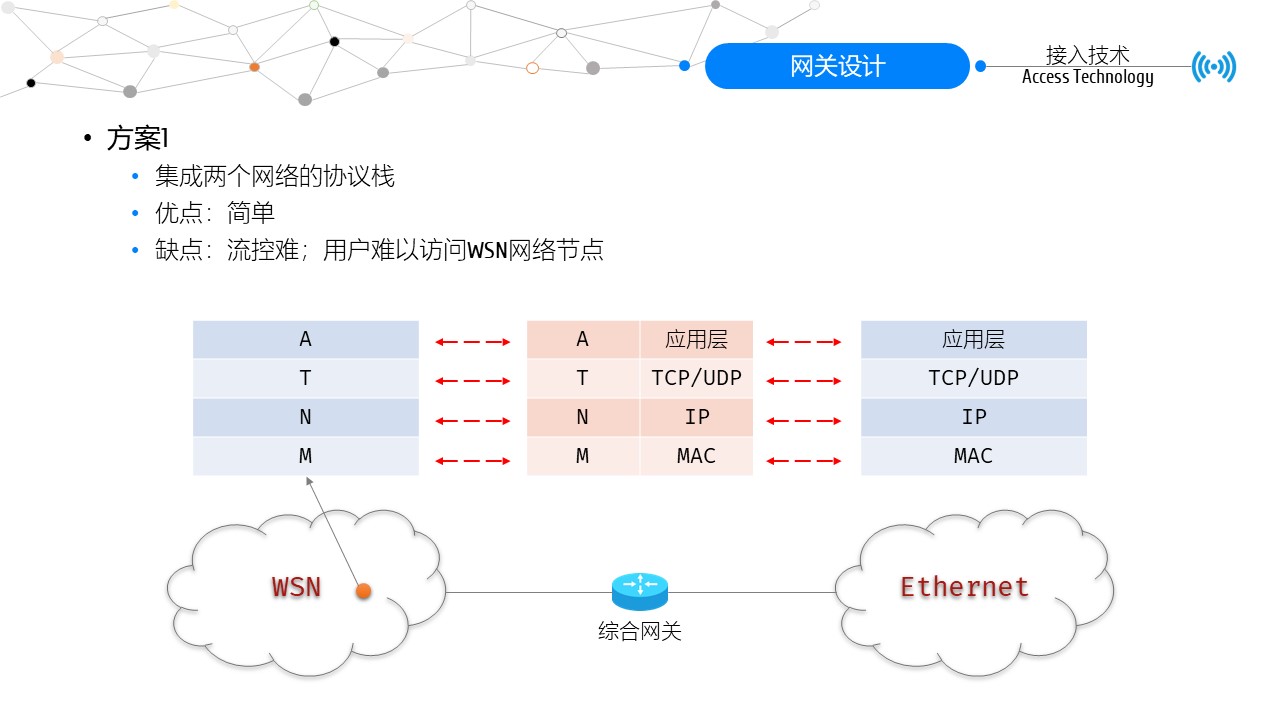 网关设计
接入技术
Access Technology
• 方案1
• 集成两个网络的协议栈
• 优点：简单
• 缺点：流控难；用户难以访问WSN网络节点
A A 应用层 应用层
T T TCP/UDP TCP/UDP
N N IP IP
M M MAC MAC
WSN Ethernet
综合网关